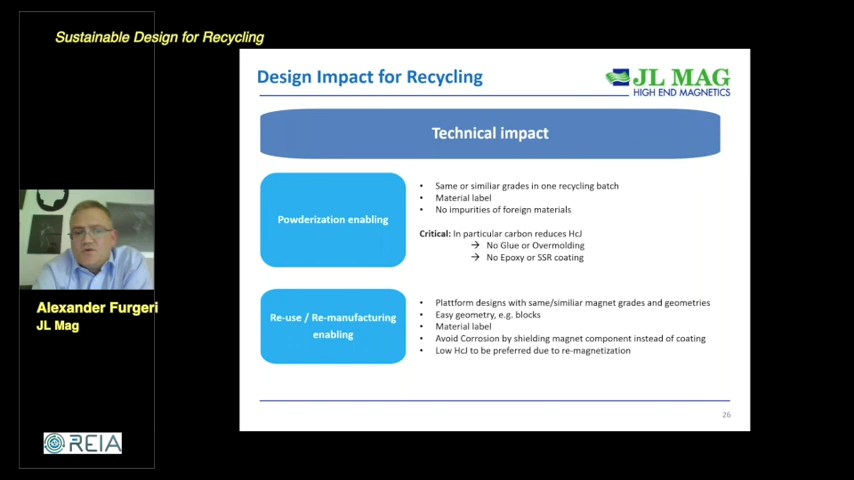 Sustainable Design for Recycling
Design Impact for Recycling
JL MAG
HIGH END MAGNETICS
Technical impact
Powderization enabling
• Same or similiar grades in one recycling batch
• Material label
• No impurities of foreign materials
Critical: In particular carbon reduces HcJ
→ No Glue or Overmolding
→ No Epoxy or SSR coating
Re-use / Re-manufacturing
enabling
• Plattform designs with same/similiar magnet grades and geometries
• Easy geometry, e.g. blocks
• Material label
• Avoid Corrosion by shielding magnet component instead of coating
• Low HcJ to be preferred due to re-magnetization
26
Alexander Furgeri
JL Mag
REIA